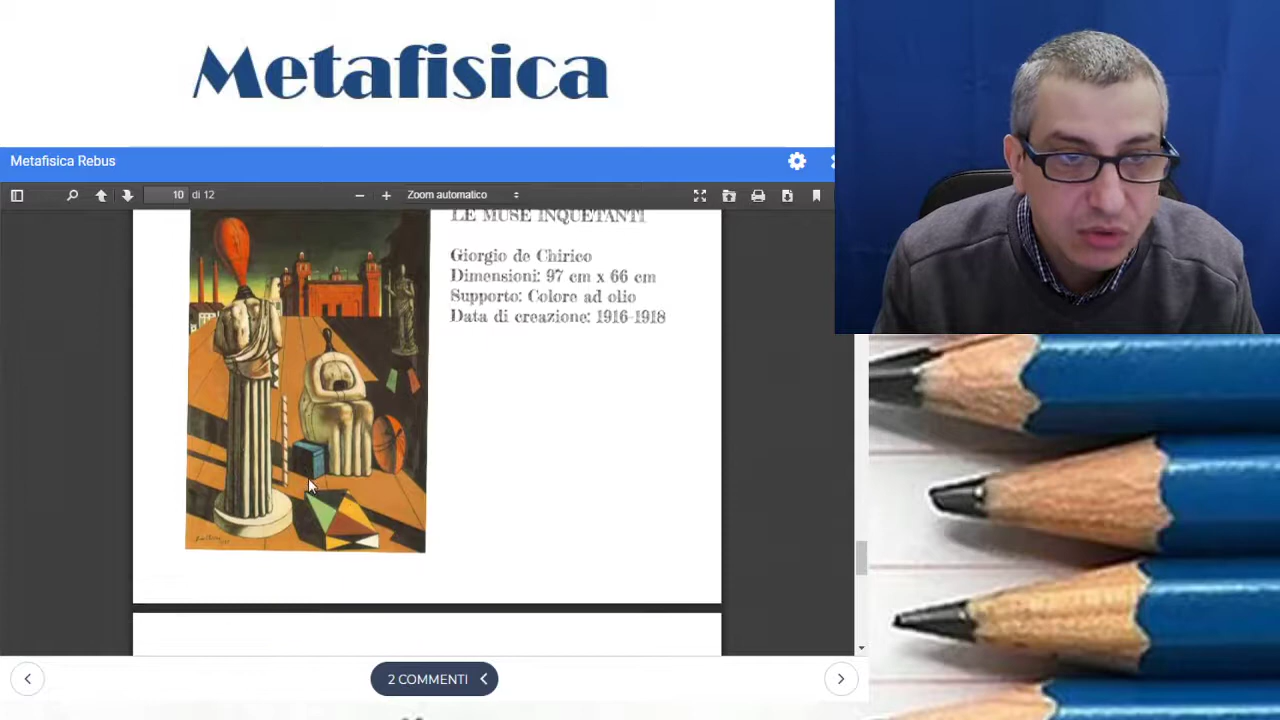 Metafisica
Metafisica Rebus
10 di 12
Zoom automatico
LE MUSE INQUETANTI
Giorgio de Chirico
Dimensioni: 97 cm x 66 cm
Supporto: Colore ad olio
Data di creazione: 1916-1918
2 COMMENTI